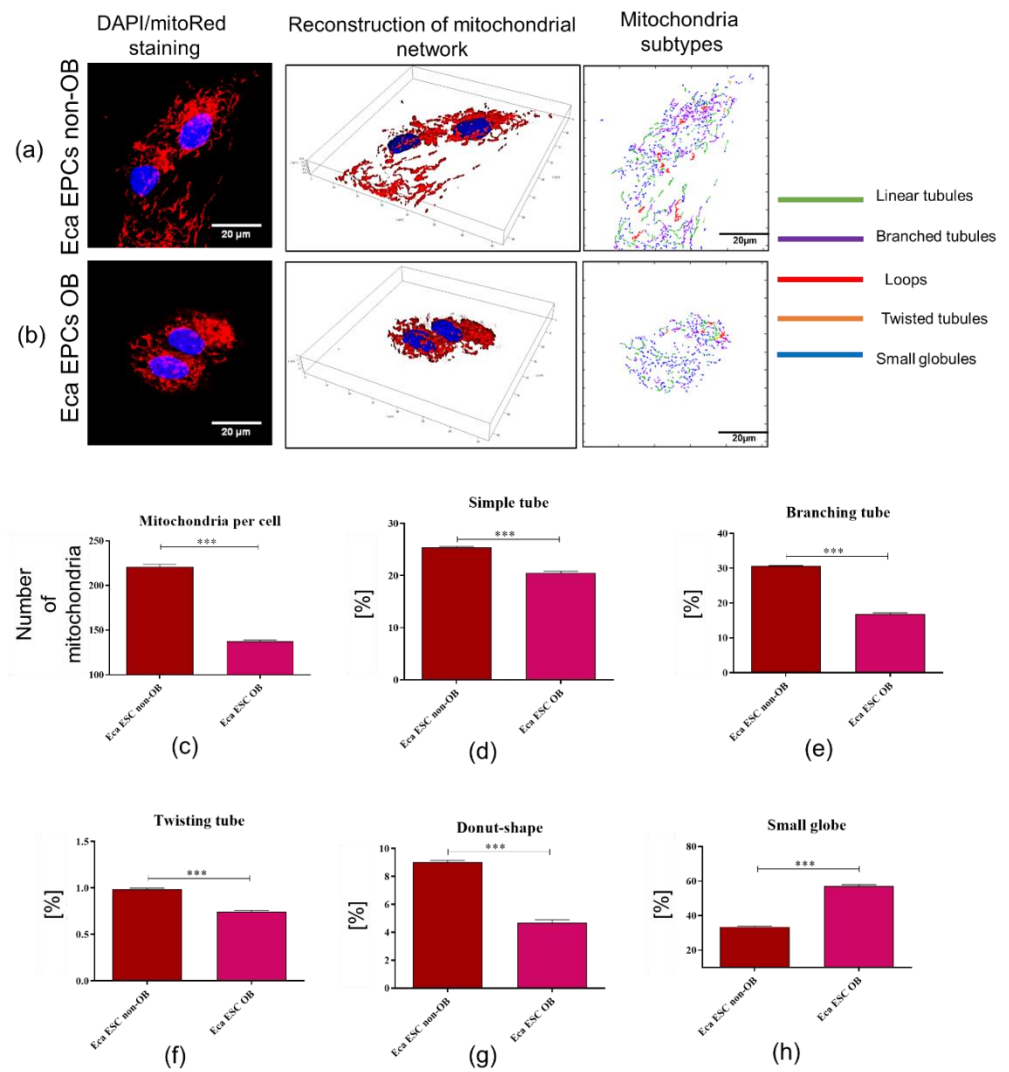 DAPI/mitoRed
staining
Reconstruction of mitochondrial
network
Mitochondria
subtypes
(a)
Eca EPCs non-OB
20 µm
20µm
(b)
Eca EPCs OB
20 µm
20µm
Linear tubules
Branched tubules
Loops
Twisted tubules
Small globules
Mitochondria per cell
Number
of
mitochondria
250
200
150
100
***
Eca ESC non-OB
Eca ESC OB
(c)
Simple tube
[%]
30
20
10
0
***
Eca ESC non-OB
Eca ESC OB
(d)
Branching tube
[%]
40
30
20
10
0
***
Eca ESC non-OB
Eca ESC OB
(e)
Twisting tube
[%]
1.5
1.0
0.5
0.0
***
Eca ESC non-OB
Eca ESC OB
(f)
Donut-shape
[%]
10
8
6
4
2
0
***
Eca ESC non-OB
Eca ESC OB
(g)
Small globe
[%]
80
60
40
20
***
Eca ESC non-OB
Eca ESC OB
(h)